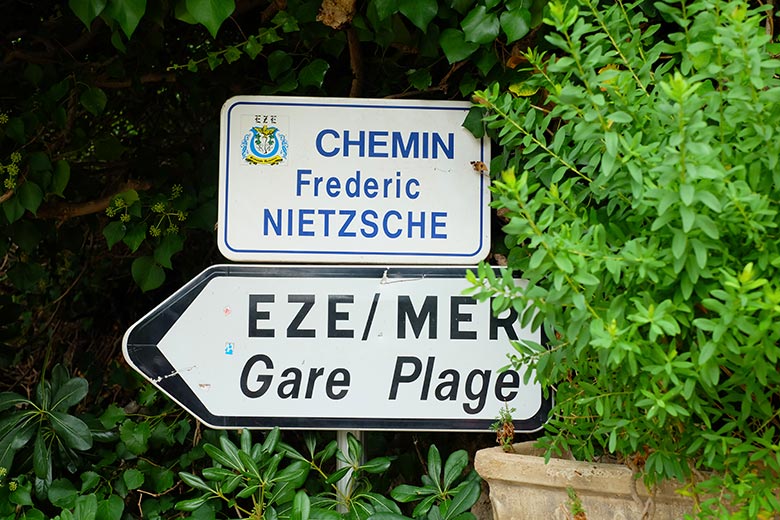 EZE
CHEMIN
Frederic
NIETZSCHE
EZE/MER
Gare Plage